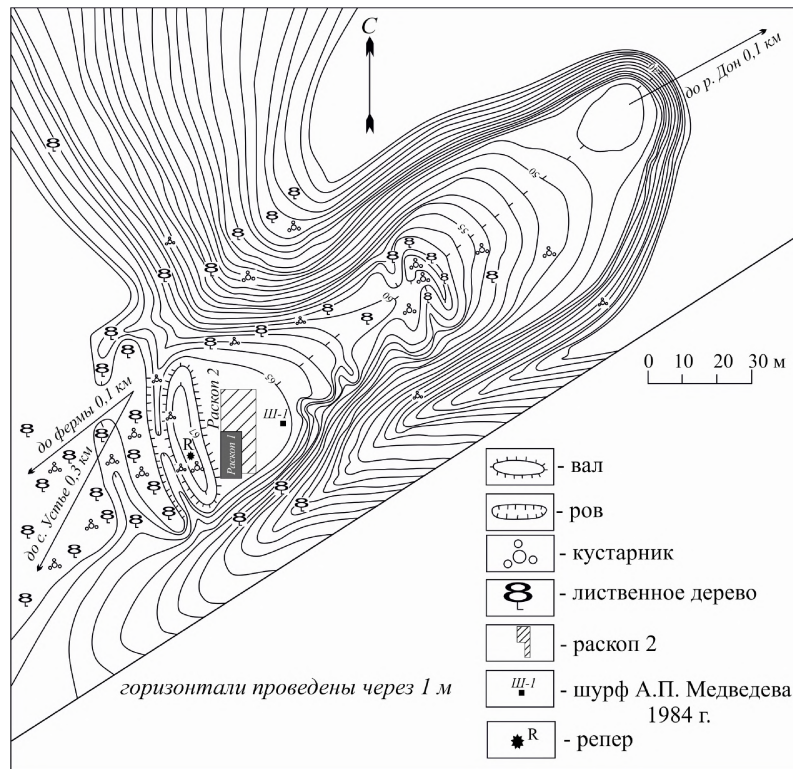 С
до р. Дон 0,1 км
50
55
60
65
67
Раскоп 2
Раскоп 1
Ш-1
R
до фермы 0,1 км
до с. Устье 0,3 км
0 10 20 30 м
- вал
- ров
- кустарник
- лиственное дерево
- раскоп 2
Ш-1
- шурф А.П. Медведева
1984 г.
R
- репер
горизонтали проведены через 1 м